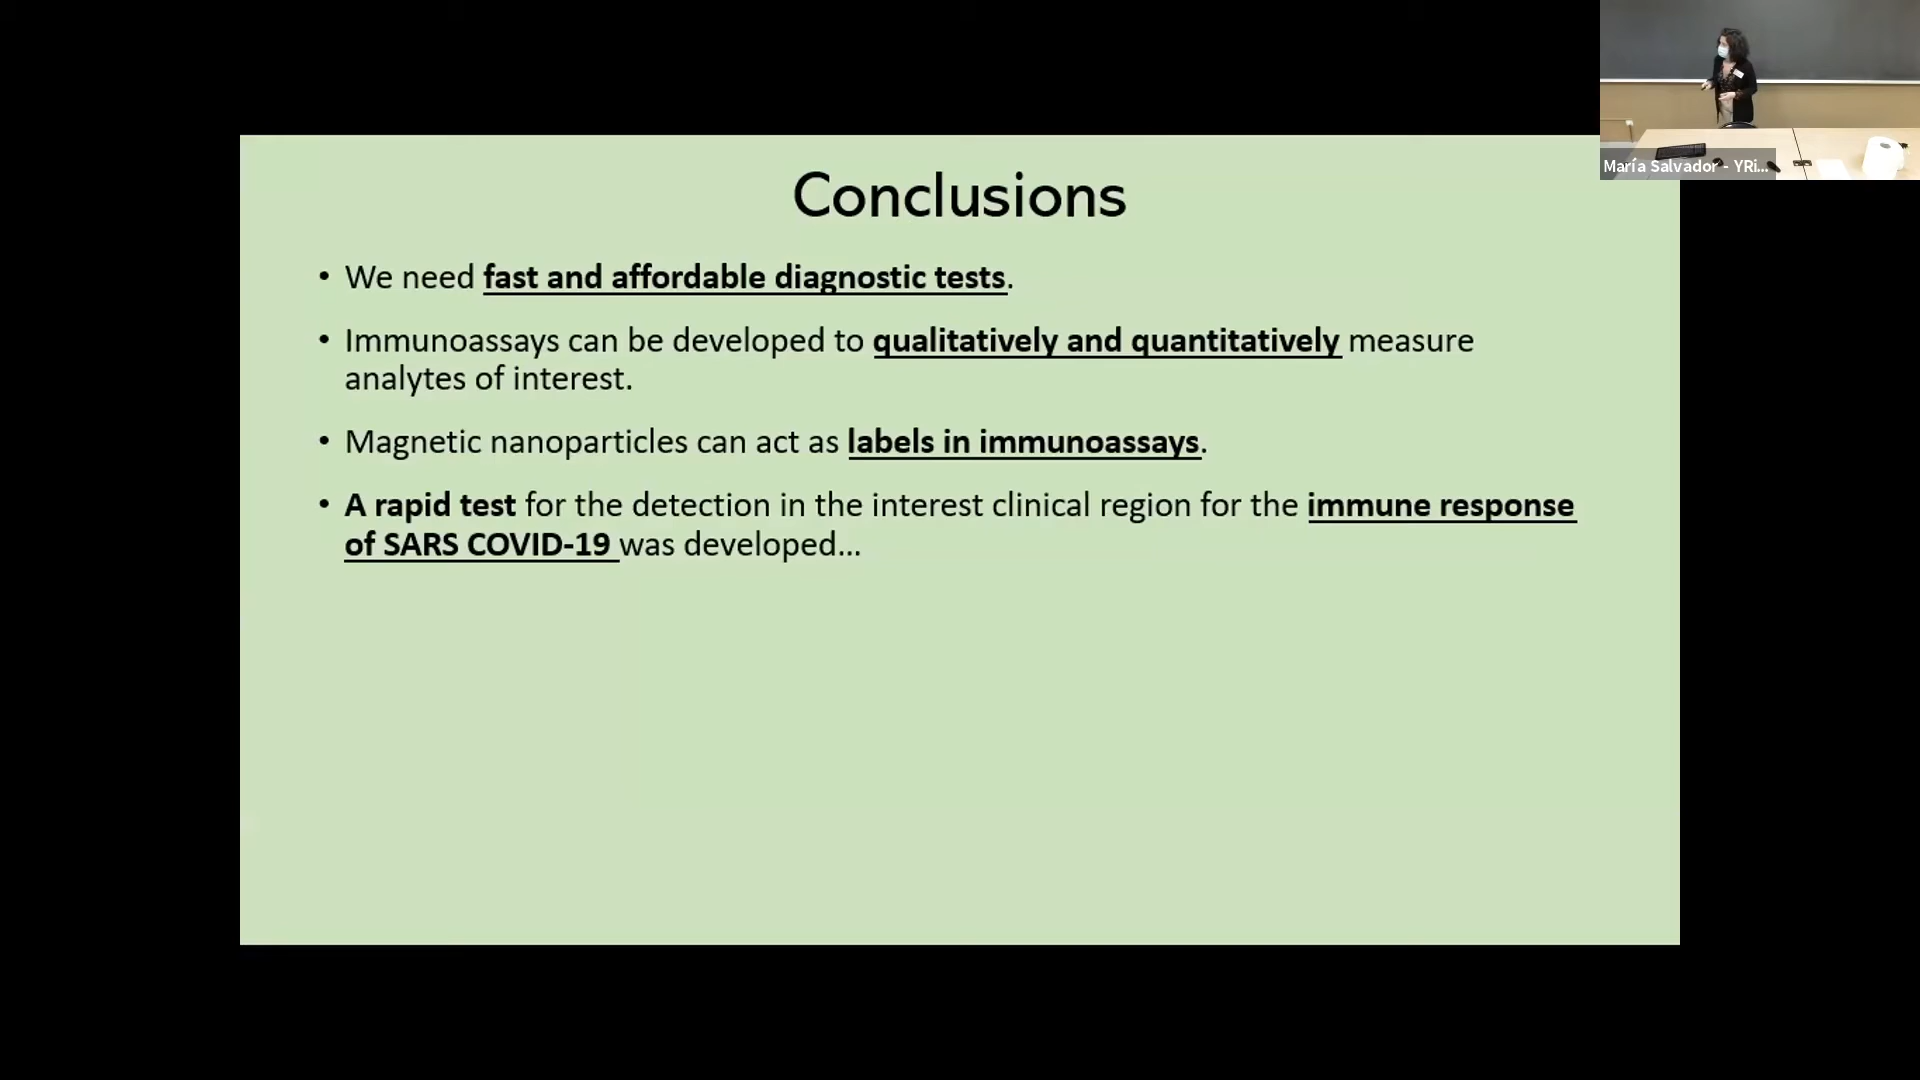 María Salvador - YRi...
Conclusions
• We need fast and affordable diagnostic tests.
• Immunoassays can be developed to qualitatively and quantitatively measure
analytes of interest.
• Magnetic nanoparticles can act as labels in immunoassays.
• A rapid test for the detection in the interest clinical region for the immune response
of SARS COVID-19 was developed...